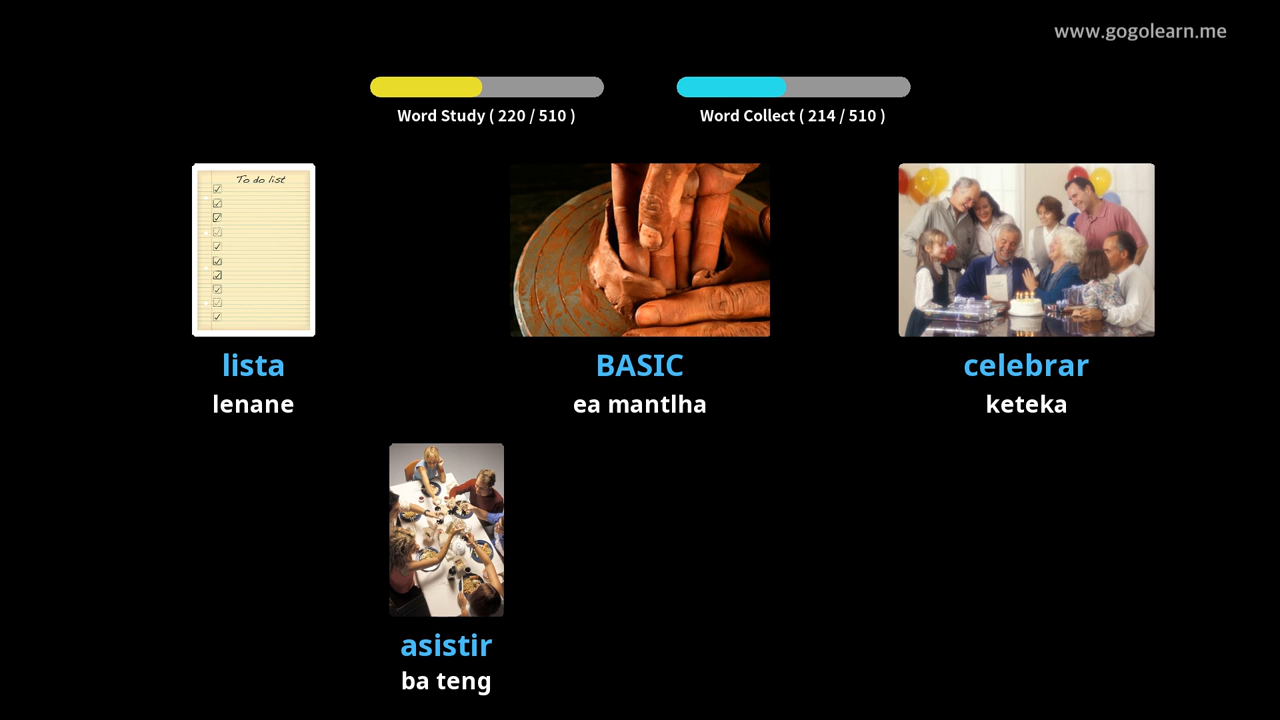 www.gogolearn.me
Word Study ( 220 / 510 )
Word Collect ( 214 / 510 )
To do list
lista
BASIC
celebrar
lenane
ea mantlha
keteka
asistir
ba teng